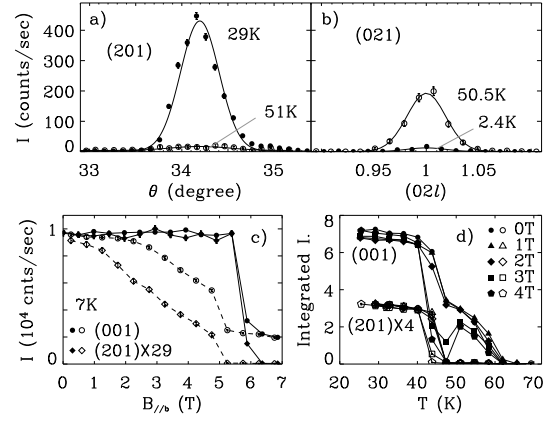 a)
(201)
29K
51K
I (counts/sec)
400
300
200
100
0
33
34
35
θ (degree)
b)
(021)
50.5K
2.4K
0.95
1
1.05
(02l)
c)
I (10⁴ cnts/sec)
1
0
7K
(001)
(201)X29
0 1 2 3 4 5 6 7
B//b (T)
d)
Integrated I.
8
6
4
2
0
(001)
(201)X4
0T
1T
2T
3T
4T
20 30 40 50 60 70
T (K)